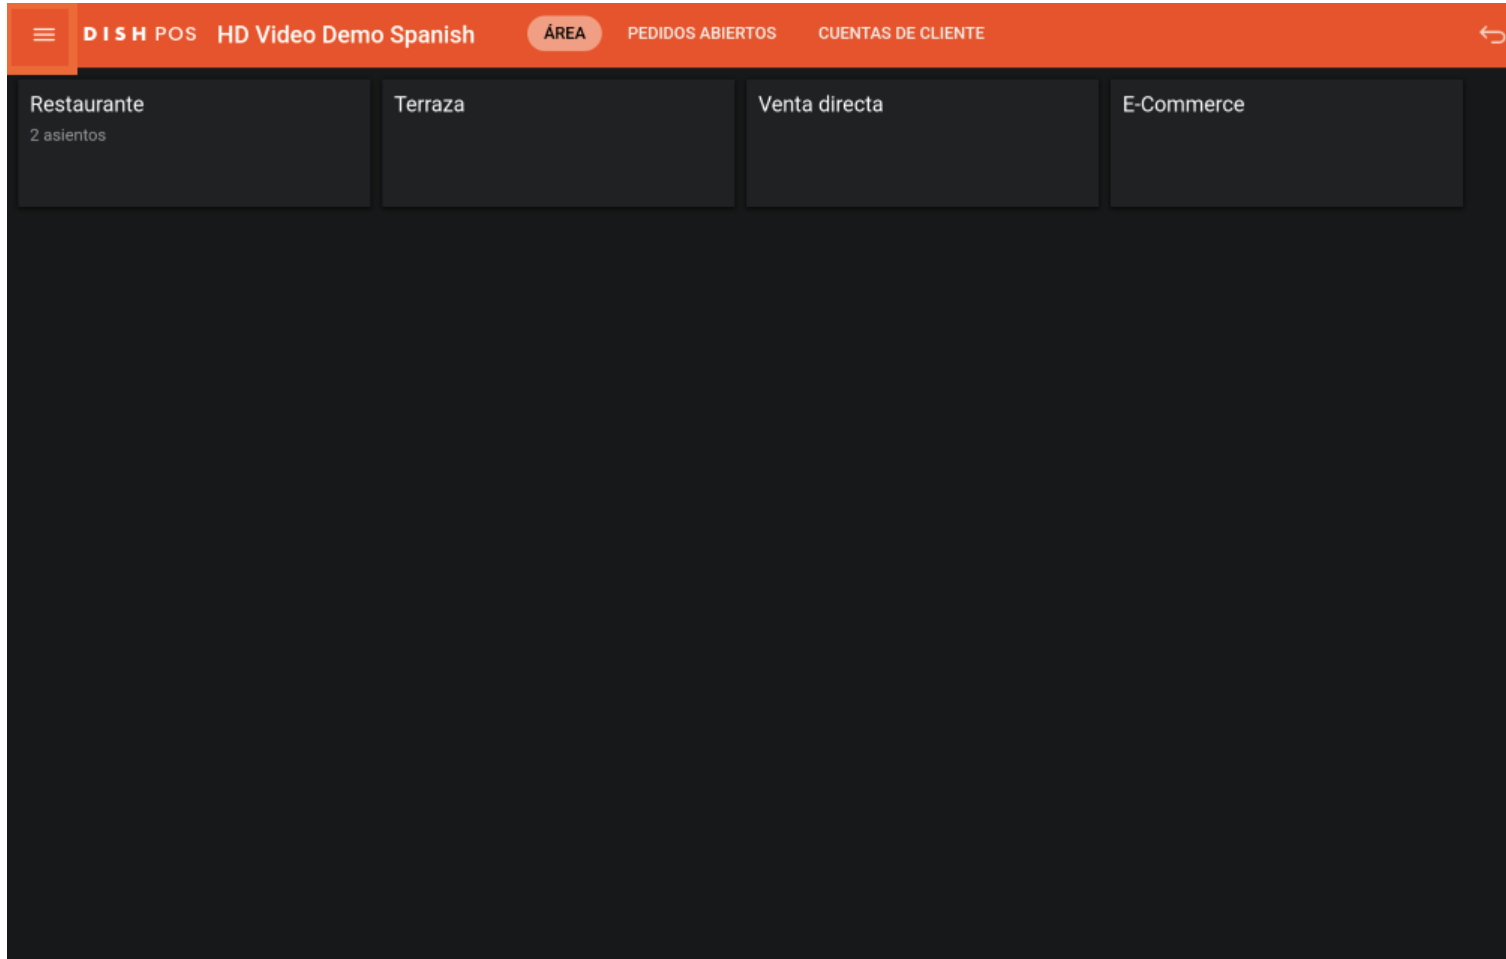 DISH POS HD Video Demo Spanish ÁREA PEDIDOS ABIERTOS CUENTAS DE CLIENTE
Restaurante Terraza Venta directa E-Commerce
2 asientos